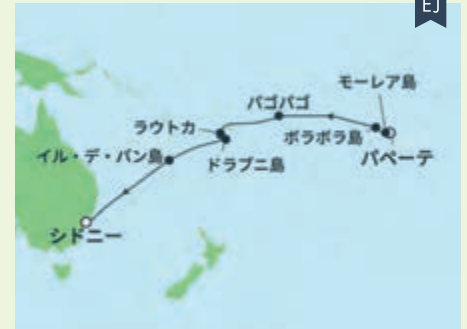 EJ
モーレア島
パゴパゴ
ラウトカ
ボラボラ島
イル・デ・パン島
ドラブニ島
パペーテ
シドニー